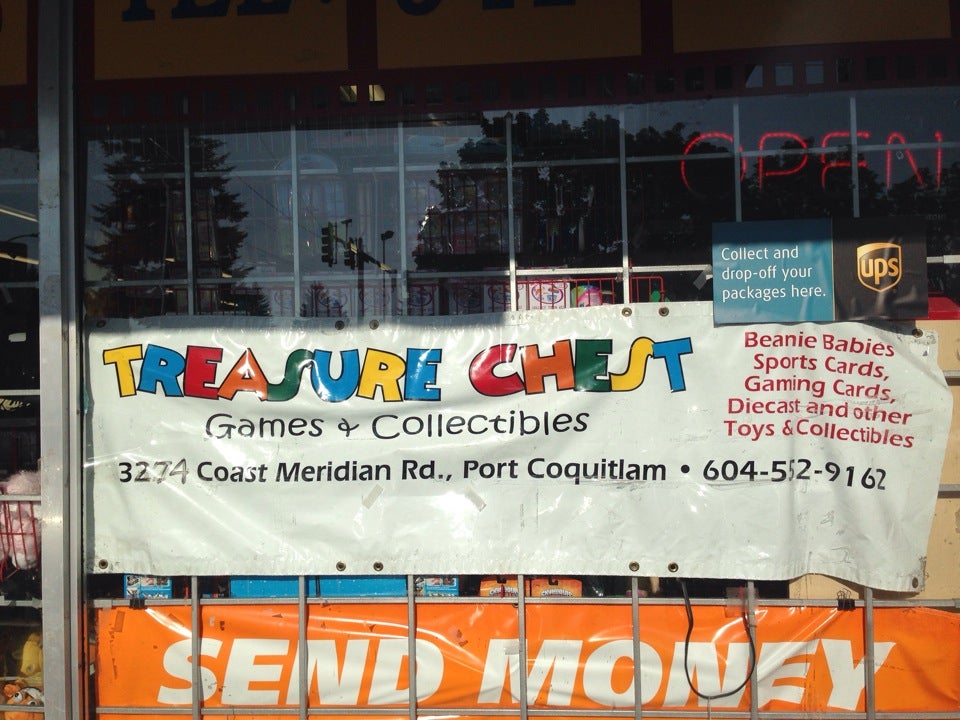 OPEN
Collect and
drop-off your
packages here.
ups
TREASURE CHEST
Games & Collectibles
3274 Coast Meridian Rd., Port Coquitlam • 604-552-9162
Beanie Babies
Sports Cards,
Gaming Cards,
Diecast and other
Toys & Collectibles
SEND MONEY